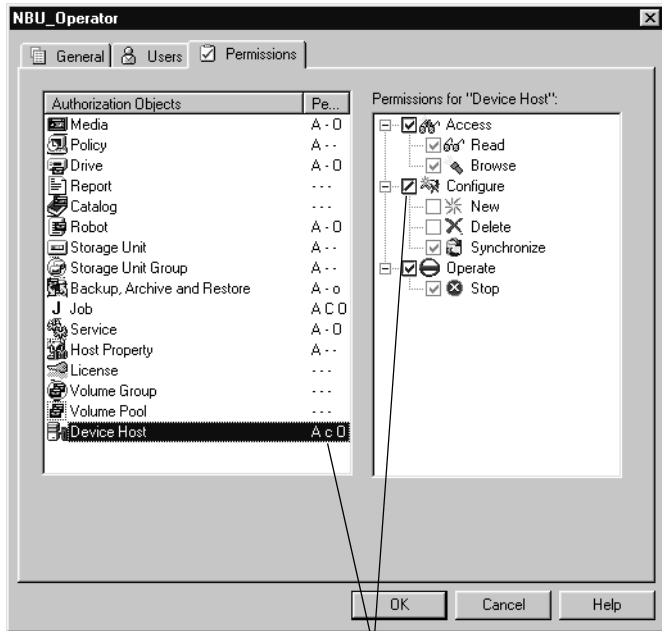 NBU_Operator
General
Users
Permissions
Authorization Objects Pe...
Media A - O
Policy A - -
Drive A - O
Report - - -
Catalog - - -
Robot A - O
Storage Unit A - -
Storage Unit Group A - -
Backup, Archive and Restore A - o
Job A C O
Service A - O
Host Property A - -
License - - -
Volume Group - - -
Volume Pool - - -
Device Host A c O
Permissions for "Device Host":
Access
Read
Browse
Configure
New
Delete
Synchronize
Operate
Stop
OK
Cancel
Help